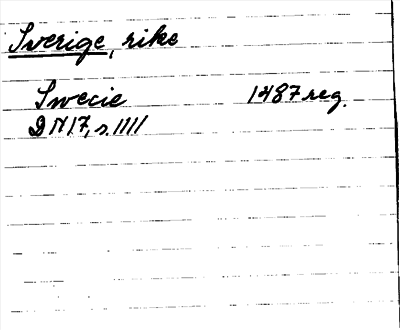 Sverige, rike
Swecie 1487 reg.
DN 17, s. 1111